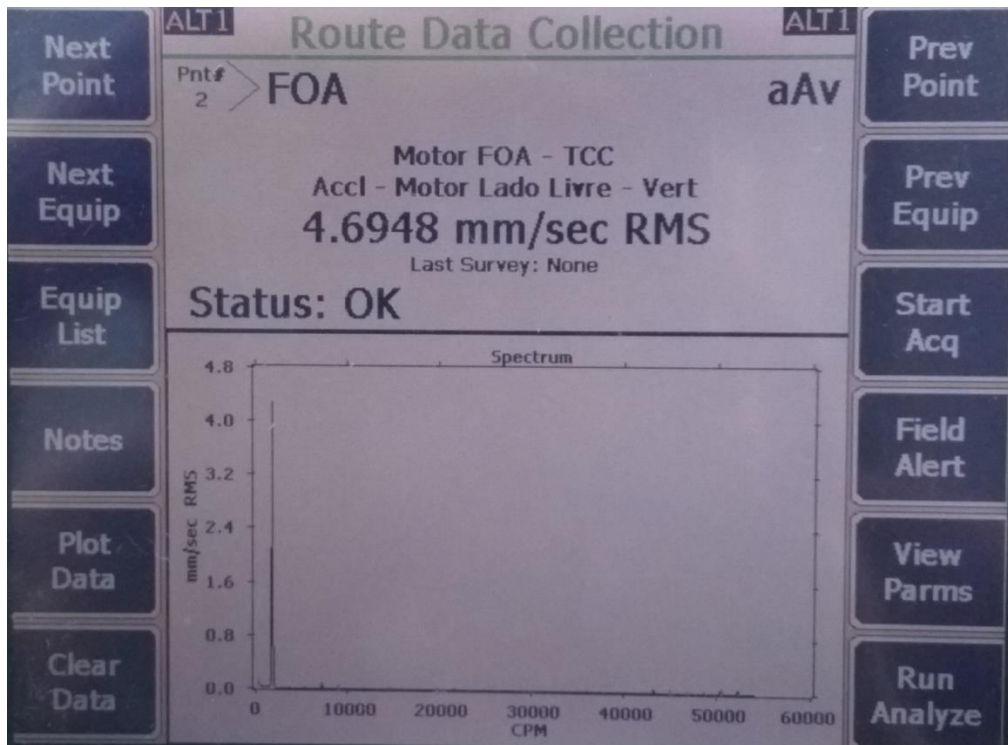 Next
Point
Next
Equip
Equip
List
Notes
Plot
Data
Clear
Data
ALT1
Route Data Collection
ALT1
Pnt#
2
FOA
aAv
Motor FOA - TCC
Accl - Motor Lado Livre - Vert
4.6948 mm/sec RMS
Last Survey: None
Status: OK
Spectrum
mm/sec RMS
4.8
4.0
3.2
2.4
1.6
0.8
0.0
0 10000 20000 30000 40000 50000 60000
CPM
Prev
Point
Prev
Equip
Start
Acq
Field
Alert
View
Parms
Run
Analyze